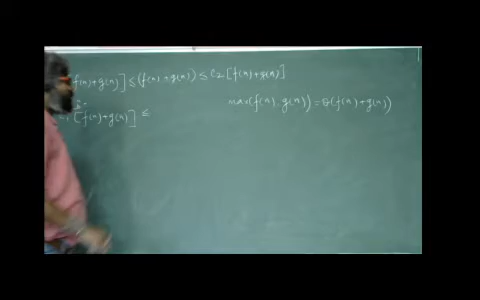 f(n)+g(n)] ≤ (f(n)+g(n)) ≤ C₂[f(n)+g(n)]
max(f(n), g(n)) = θ(f(n)+g(n))
[f(n)+g(n)] ≤